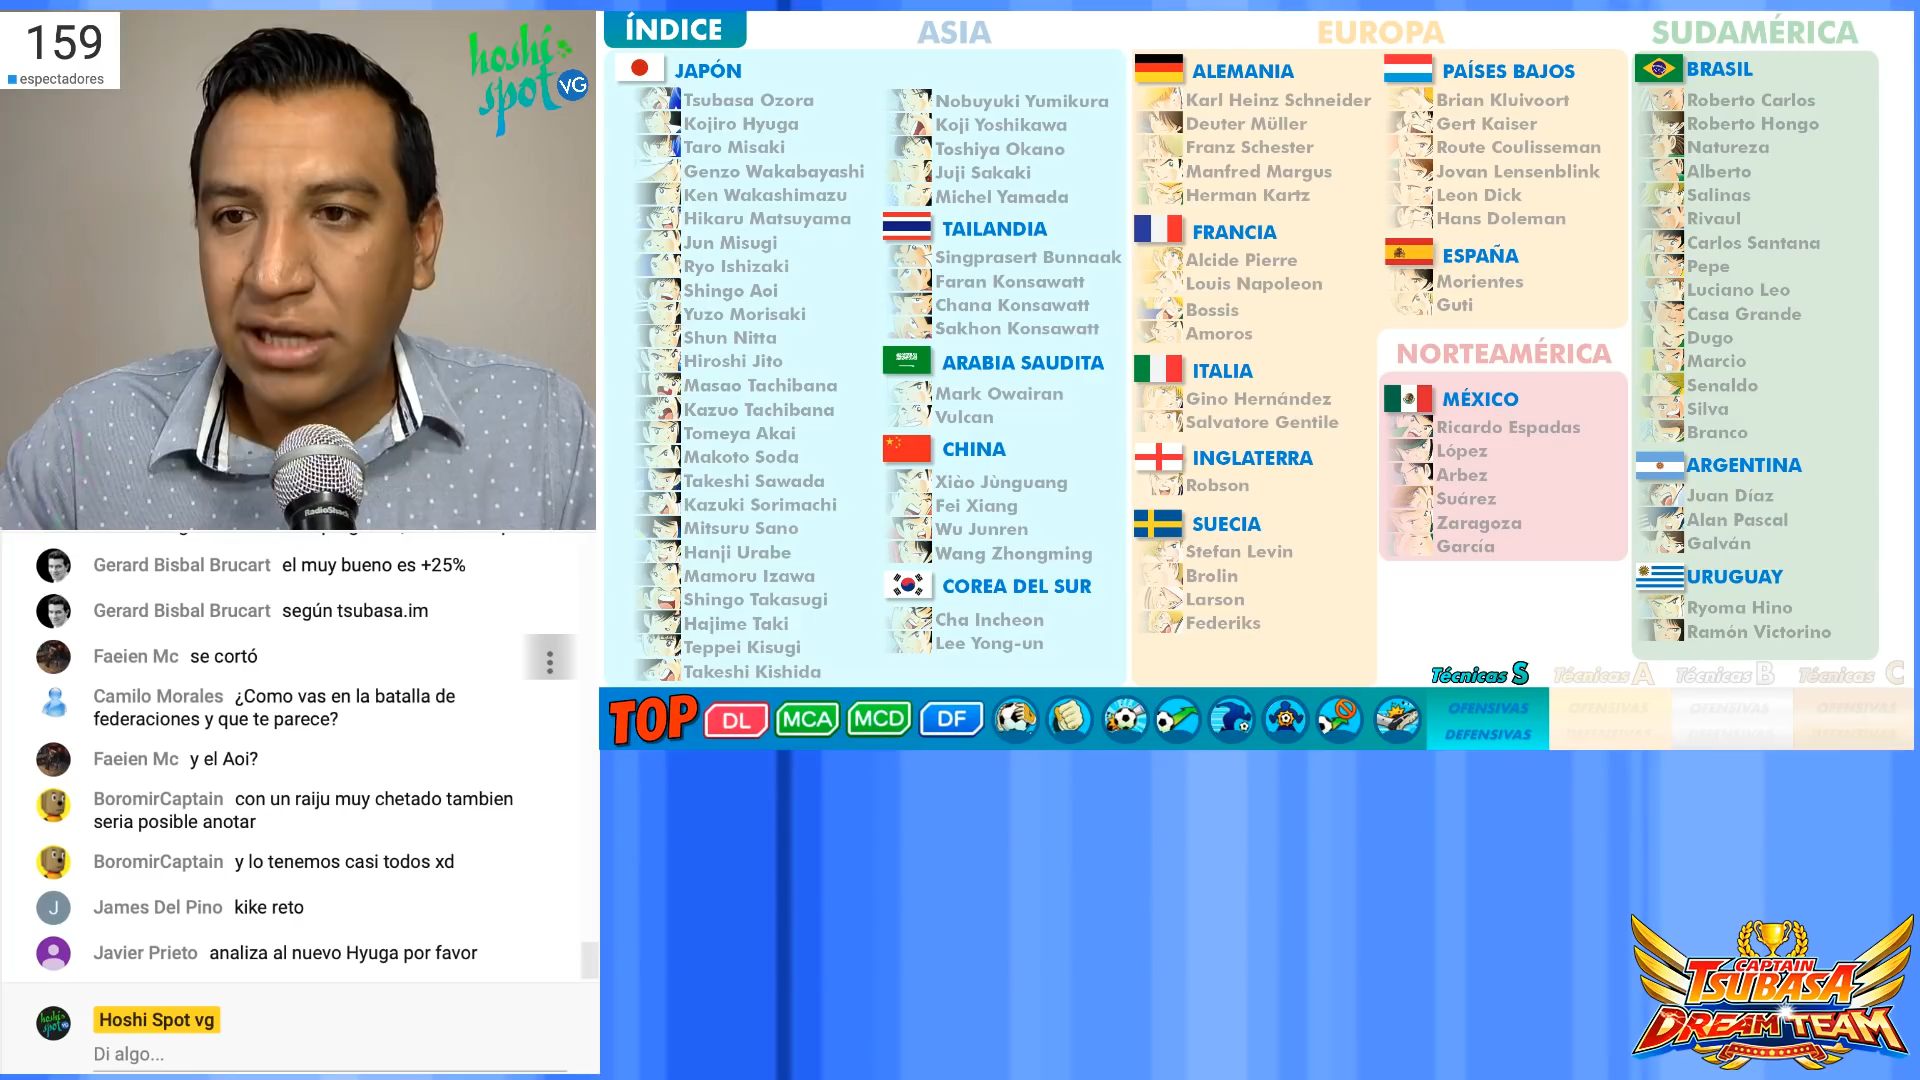 159
espectadores
hoshi
spot
VG
RadioShack
Gerard Bisbal Brucart el muy bueno es +25%
Gerard Bisbal Brucart según tsubasa.im
Faeien Mc se cortó
Camilo Morales ¿Como vas en la batalla de
federaciones y que te parece?
Faeien Mc y el Aoi?
BoromirCaptain con un raiju muy chetado tambien
seria posible anotar
BoromirCaptain y lo tenemos casi todos xd
J James Del Pino kike reto
Javier Prieto analiza al nuevo Hyuga por favor
Hoshi Spot vg
Di algo...
ÍNDICE
ASIA
JAPÓN
Tsubasa Ozora
Kojiro Hyuga
Taro Misaki
Genzo Wakabayashi
Ken Wakashimazu
Hikaru Matsuyama
Jun Misugi
Ryo Ishizaki
Shingo Aoi
Yuzo Morisaki
Shun Nitta
Hiroshi Jito
Masao Tachibana
Kazuo Tachibana
Tomeya Akai
Makoto Soda
Takeshi Sawada
Kazuki Sorimachi
Mitsuru Sano
Hanji Urabe
Mamoru Izawa
Shingo Takasugi
Hajime Taki
Teppei Kisugi
Takeshi Kishida
Nobuyuki Yumikura
Koji Yoshikawa
Toshiya Okano
Juji Sakaki
Michel Yamada
TAILANDIA
Singprasert Bunnaak
Faran Konsawatt
Chana Konsawatt
Sakhon Konsawatt
ARABIA SAUDITA
Mark Owairan
Vulcan
CHINA
Xiào Jùnguang
Fei Xiang
Wu Junren
Wang Zhongming
COREA DEL SUR
Cha Incheon
Lee Yong-un
EUROPA
ALEMANIA
Karl Heinz Schneider
Deuter Müller
Franz Schester
Manfred Margus
Herman Kartz
FRANCIA
Alcide Pierre
Louis Napoleon
Bossis
Amoros
ITALIA
Gino Hernández
Salvatore Gentile
INGLATERRA
Robson
SUECIA
Stefan Levin
Brolin
Larson
Federiks
PAÍSES BAJOS
Brian Kluivoort
Gert Kaiser
Route Coulisseman
Jovan Lensenblink
Leon Dick
Hans Doleman
ESPAÑA
Morientes
Guti
NORTEAMÉRICA
MÉXICO
Ricardo Espadas
López
Arbez
Suárez
Zaragoza
García
SUDAMÉRICA
BRASIL
Roberto Carlos
Roberto Hongo
Natureza
Alberto
Salinas
Rivaul
Carlos Santana
Pepe
Luciano Leo
Casa Grande
Dugo
Marcio
Senaldo
Silva
Branco
ARGENTINA
Juan Díaz
Alan Pascal
Galván
URUGUAY
Ryoma Hino
Ramón Victorino
Técnicas S Técnicas A Técnicas B Técnicas C
TOP DL MCA MCD DF
OFENSIVAS OFENSIVAS OFENSIVAS OFENSIVAS
DEFENSIVAS DEFENSIVAS DEFENSIVAS DEFENSIVAS
CAPTAIN
TSUBASA
DREAM TEAM